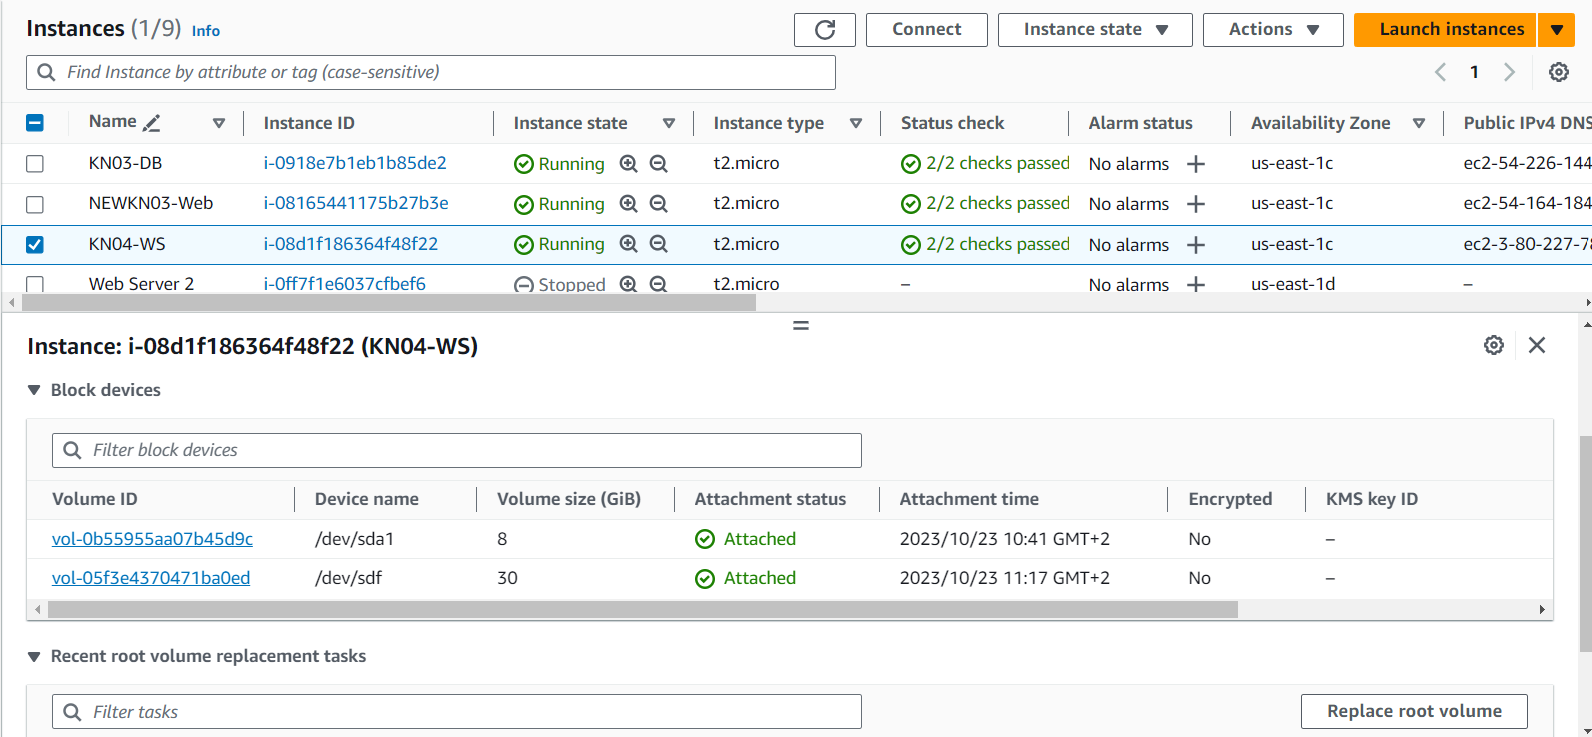 Instances (1/9) Info Connect Instance state Actions Launch instances
Find Instance by attribute or tag (case-sensitive) 1
Name Instance ID Instance state Instance type Status check Alarm status Availability Zone Public IPv4 DNS
KN03-DB i-0918e7b1eb1b85de2 Running t2.micro 2/2 checks passed No alarms us-east-1c ec2-54-226-144
NEWKN03-Web i-08165441175b27b3e Running t2.micro 2/2 checks passed No alarms us-east-1c ec2-54-164-184
KN04-WS i-08d1f186364f48f22 Running t2.micro 2/2 checks passed No alarms us-east-1c ec2-3-80-227-78
Web Server 2 i-0ff7f1e6037cfbef6 Stopped t2.micro – No alarms us-east-1d –
Instance: i-08d1f186364f48f22 (KN04-WS)
Block devices
Filter block devices
Volume ID Device name Volume size (GiB) Attachment status Attachment time Encrypted KMS key ID
vol-0b55955aa07b45d9c /dev/sda1 8 Attached 2023/10/23 10:41 GMT+2 No –
vol-05f3e4370471ba0ed /dev/sdf 30 Attached 2023/10/23 11:17 GMT+2 No –
Recent root volume replacement tasks
Filter tasks Replace root volume